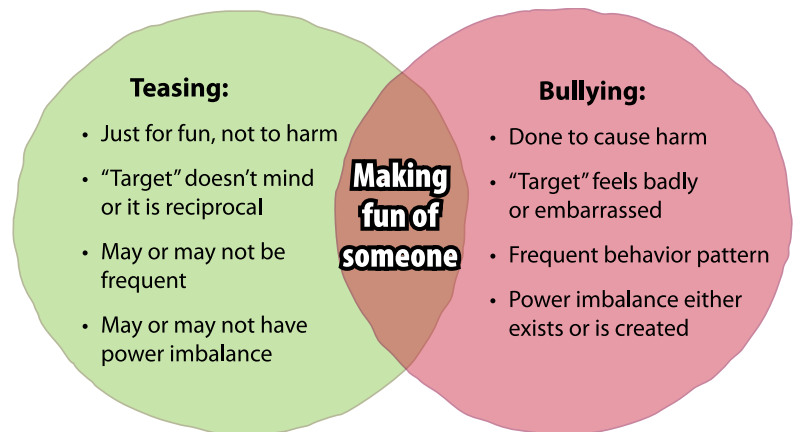 Teasing:
• Just for fun, not to harm
• “Target” doesn’t mind
or it is reciprocal
• May or may not be
frequent
• May or may not have
power imbalance
Making
fun of
someone
Bullying:
• Done to cause harm
• “Target” feels badly
or embarrassed
• Frequent behavior pattern
• Power imbalance either
exists or is created